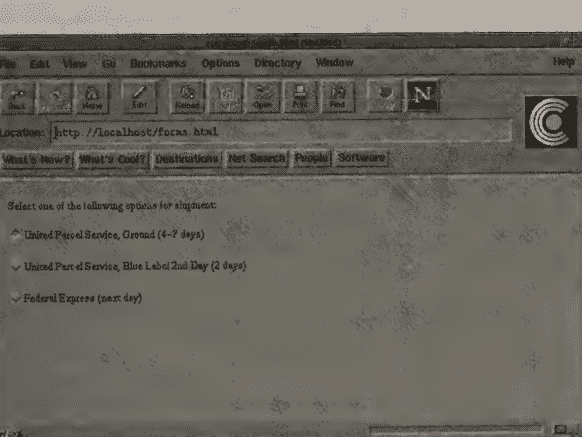 File Edit View Go Bookmarks Options Directory Window Help
Back Home Edit Reload Open Print Find N
Location: http://localhost/forms.html
What's New? What's Cool? Destinations Net Search People Software
Select one of the following options for shipment:
United Parcel Service, Ground (4-7 days)
United Parcel Service, Blue Label 2nd Day (2 days)
Federal Express (next day)